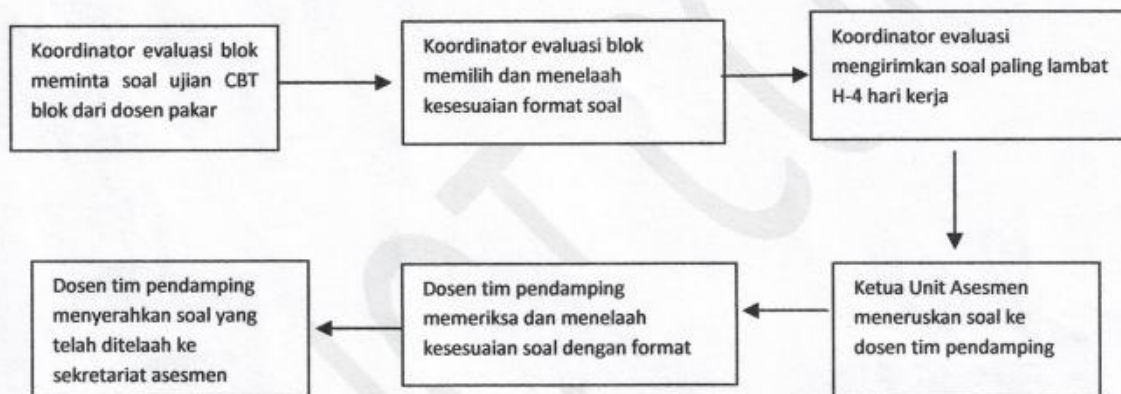 Koordinator evaluasi blok
meminta soal ujian CBT
blok dari dosen pakar
Koordinator evaluasi blok
memilih dan menelaah
kesesuaian format soal
Koordinator evaluasi
mengirimkan soal paling lambat
H-4 hari kerja
Ketua Unit Asesmen
meneruskan soal ke
dosen tim pendamping
Dosen tim pendamping
memeriksa dan menelaah
kesesuaian soal dengan format
Dosen tim pendamping
menyerahkan soal yang
telah ditelaah ke
sekretariat asesmen